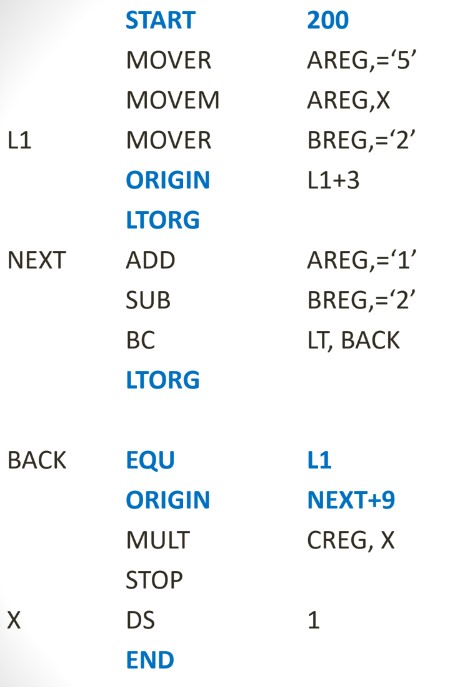 START 200
MOVER AREG,=‘5’
MOVEM AREG,X
L1 MOVER BREG,=‘2’
ORIGIN L1+3
LTORG
NEXT ADD AREG,=‘1’
SUB BREG,=‘2’
BC LT, BACK
LTORG
BACK EQU L1
ORIGIN NEXT+9
MULT CREG, X
STOP
X DS 1
END